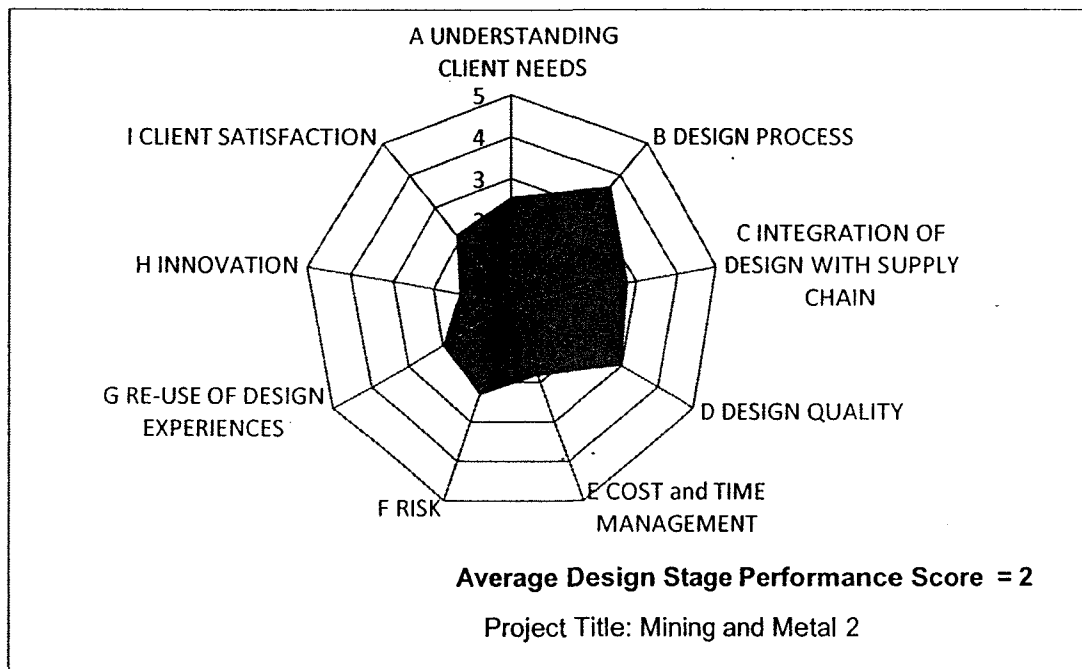 A UNDERSTANDING
CLIENT NEEDS
5
I CLIENT SATISFACTION
B DESIGN PROCESS
4
3
C INTEGRATION OF
DESIGN WITH SUPPLY
CHAIN
H INNOVATION
G RE-USE OF DESIGN
EXPERIENCES
D DESIGN QUALITY
F RISK
E COST and TIME
MANAGEMENT
Average Design Stage Performance Score = 2
Project Title: Mining and Metal 2